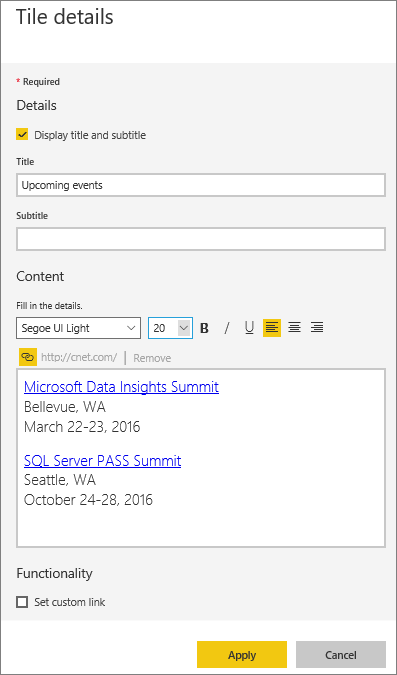 Tile details
* Required
Details
Display title and subtitle
Title
Upcoming events
Subtitle
Content
Fill in the details.
Segoe UI Light 20 B / U
http://cnet.com/ | Remove
Microsoft Data Insights Summit
Bellevue, WA
March 22-23, 2016
SQL Server PASS Summit
Seattle, WA
October 24-28, 2016
Functionality
Set custom link
Apply Cancel